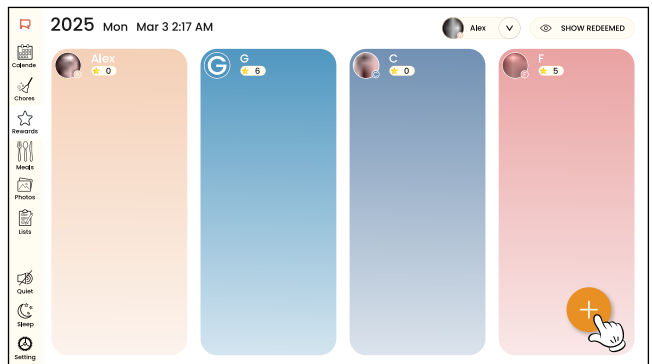 2025 Mon Mar 3 2:17 AM
Alex
SHOW REDEEMED
Calende
Chores
Rewards
Meals
Photos
Lists
Quiet
Sleep
Setting
Alex
A
0
G
G
6
C
C
0
F
F
5